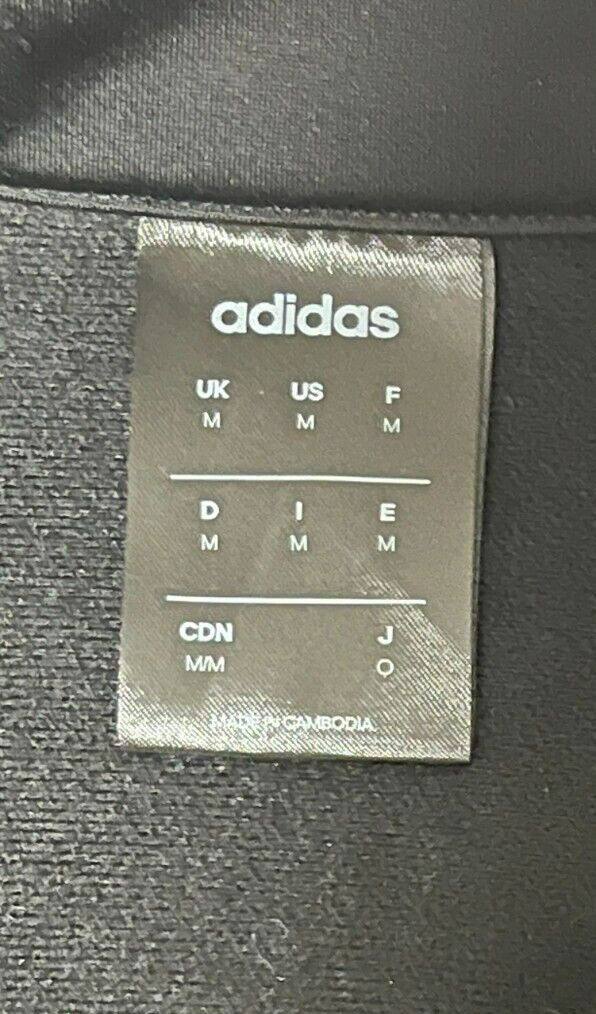 adidas
UK US F
M M M
D I E
M M M
CDN J
M/M O
MADE IN CAMBODIA